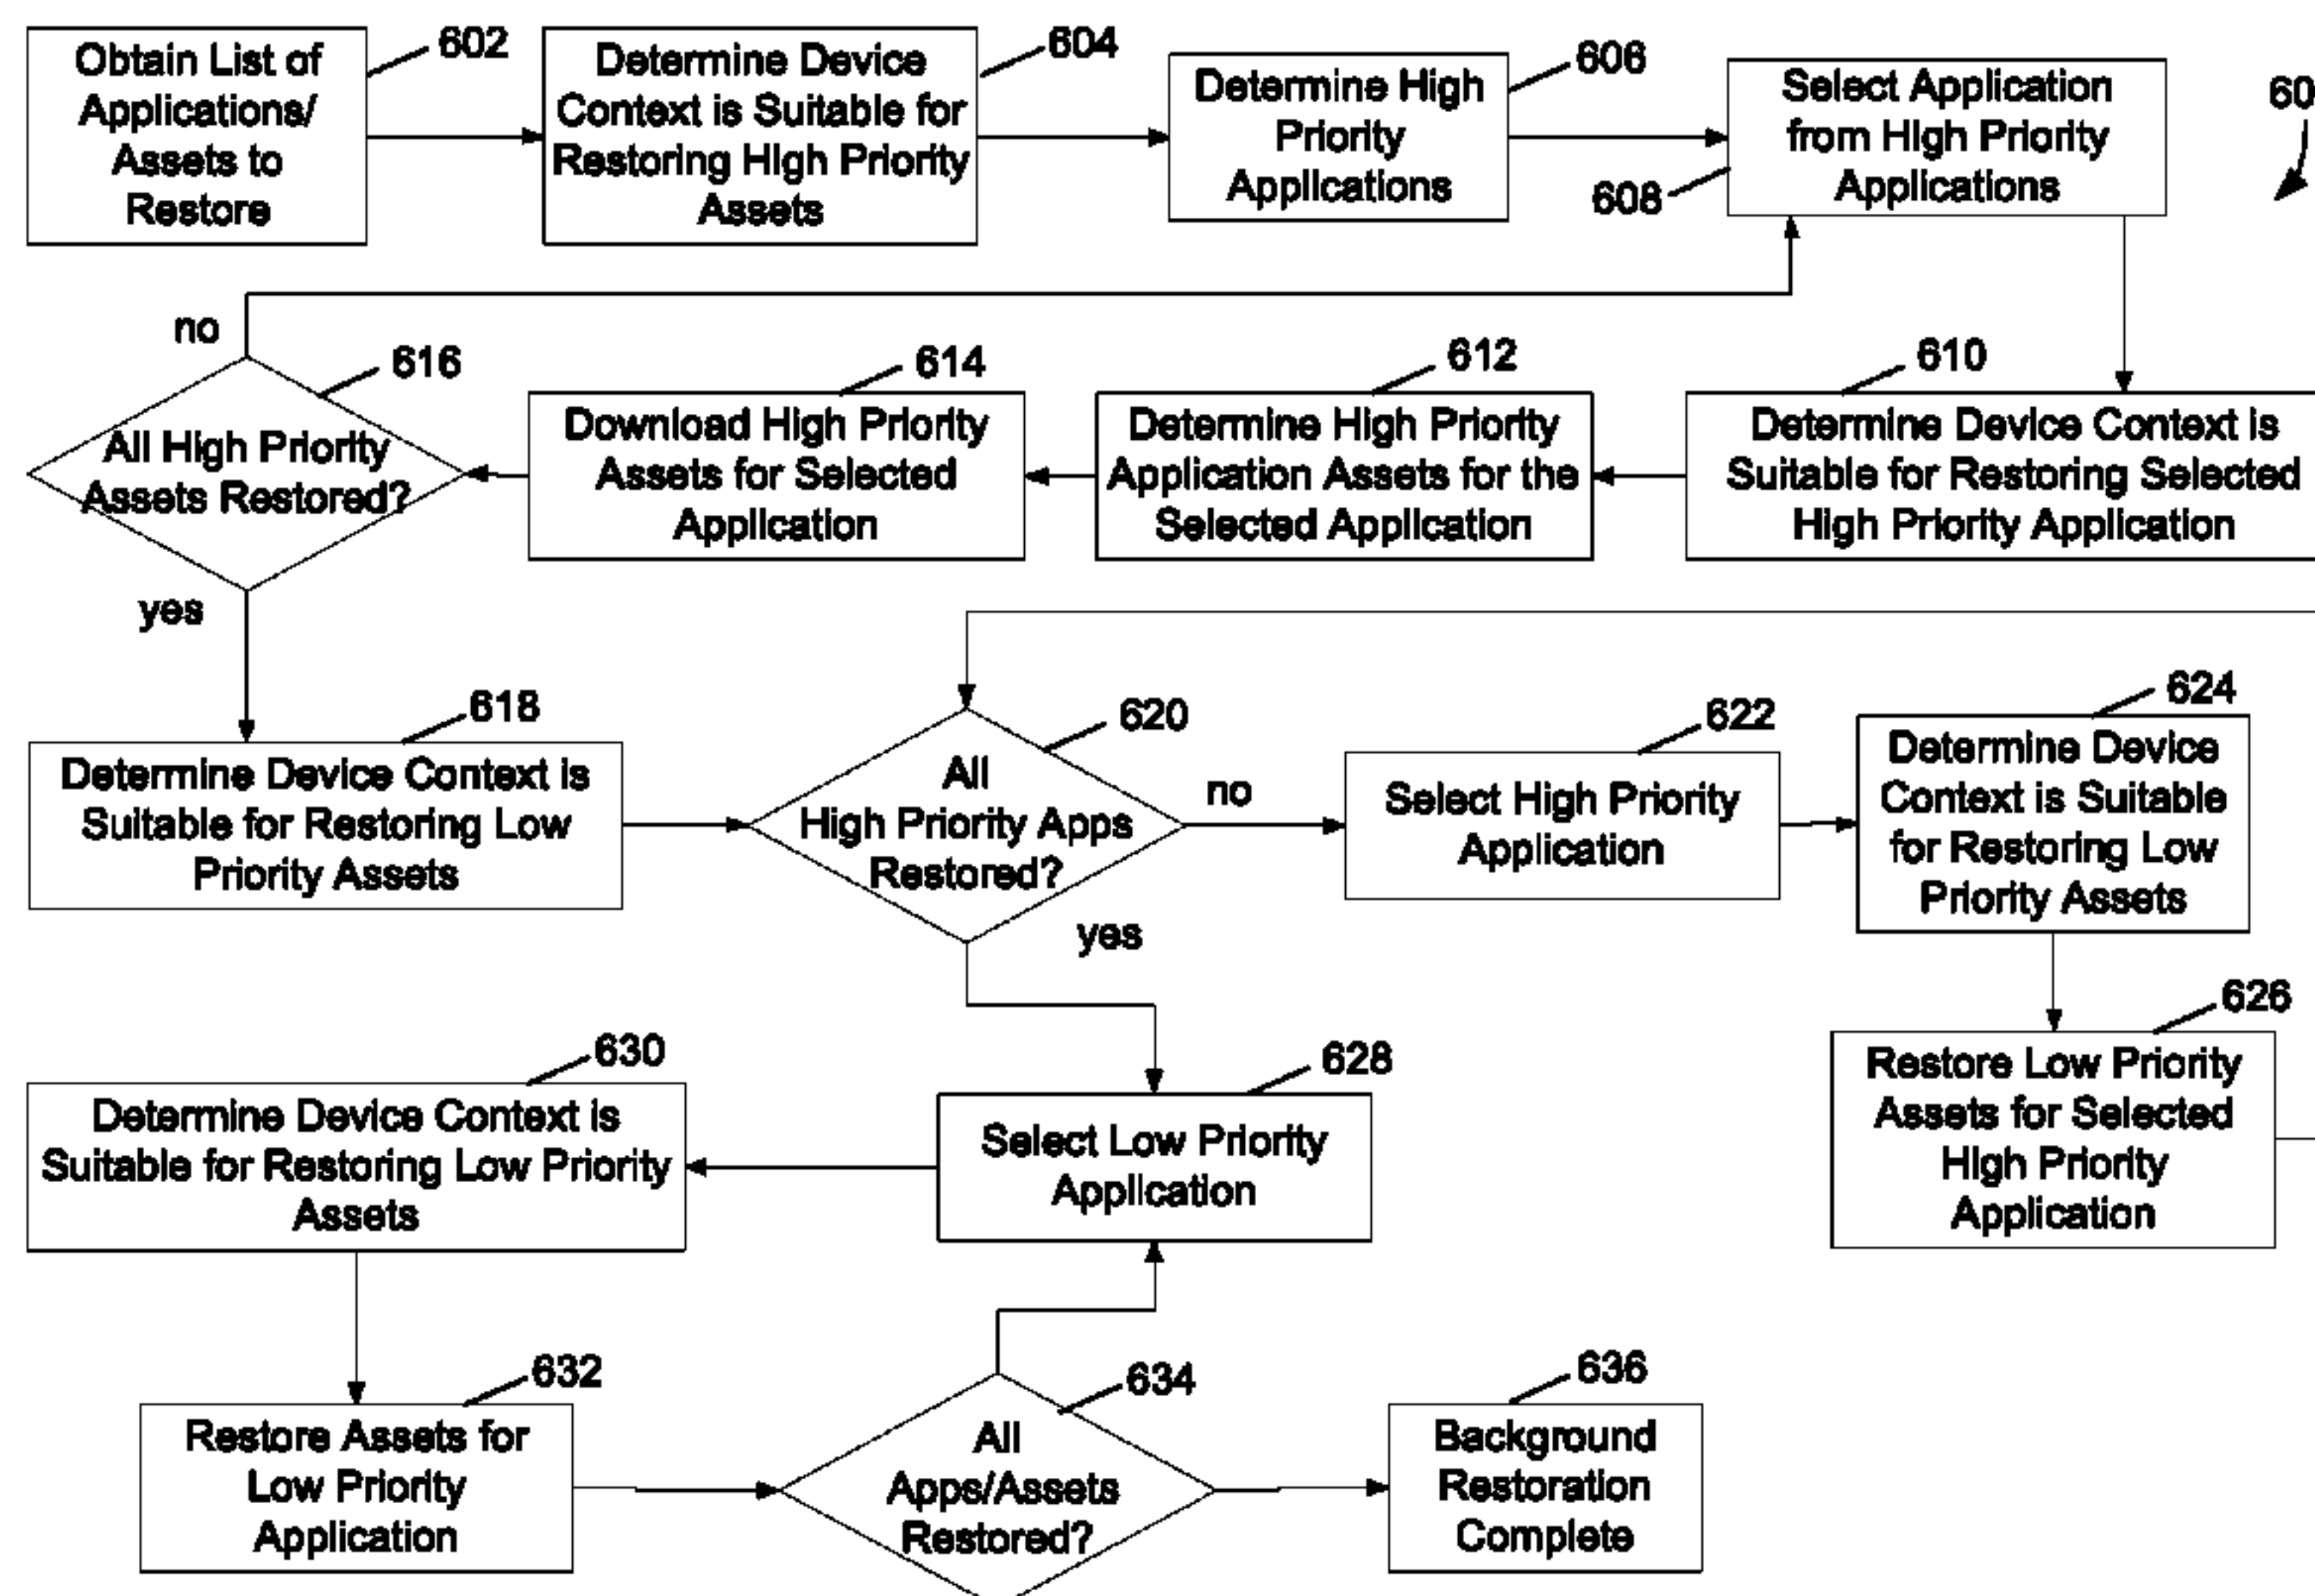 Obtain List of
Applications/
Assets to
Restore
602
Determine Device
Context is Suitable for
Restoring High Priority
Assets
604
Determine High
Priority
Applications
606
Select Application
from High Priority
Applications
608
60
no
616
All High Priority
Assets Restored?
yes
614
Download High Priority
Assets for Selected
Application
612
Determine High Priority
Application Assets for the
Selected Application
610
Determine Device Context is
Suitable for Restoring Selected
High Priority Application
618
Determine Device Context is
Suitable for Restoring Low
Priority Assets
620
All
High Priority Apps
Restored?
no
yes
622
Select High Priority
Application
624
Determine Device
Context is Suitable
for Restoring Low
Priority Assets
626
Restore Low Priority
Assets for Selected
High Priority
Application
628
Select Low Priority
Application
630
Determine Device Context is
Suitable for Restoring Low Priority
Assets
632
Restore Assets for
Low Priority
Application
634
All
Apps/Assets
Restored?
636
Background
Restoration
Complete